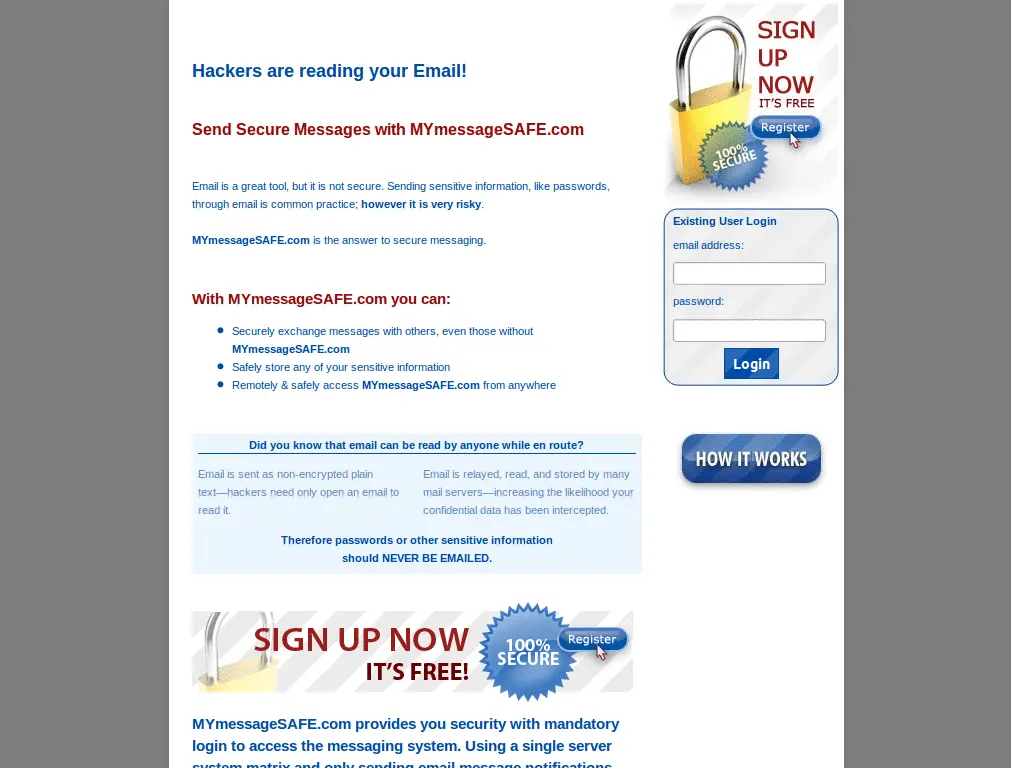 Hackers are reading your Email!
Send Secure Messages with MYmessageSAFE.com
Email is a great tool, but it is not secure. Sending sensitive information, like passwords,
through email is common practice; however it is very risky.
MYmessageSAFE.com is the answer to secure messaging.
With MYmessageSAFE.com you can:
Securely exchange messages with others, even those without
MYmessageSAFE.com
Safely store any of your sensitive information
Remotely & safely access MYmessageSAFE.com from anywhere
Did you know that email can be read by anyone while en route?
Email is sent as non-encrypted plain
text—hackers need only open an email to
read it.
Email is relayed, read, and stored by many
mail servers—increasing the likelihood your
confidential data has been intercepted.
Therefore passwords or other sensitive information
should NEVER BE EMAILED.
SIGN UP NOW
IT'S FREE!
100%
SECURE
Register
MYmessageSAFE.com provides you security with mandatory
login to access the messaging system. Using a single server
system matrix and only sending email message notifications
SIGN
UP
NOW
IT'S FREE
Register
100%
SECURE
Existing User Login
email address:
password:
Login
HOW IT WORKS